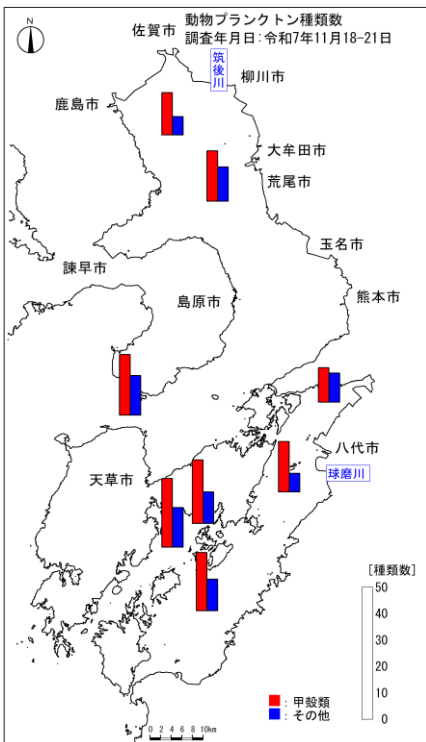 動物プランクトン種類数
調査年月日:令和7年11月18-21日
N
佐賀市
筑後川
柳川市
鹿島市
大牟田市
荒尾市
玉名市
諫早市
島原市
熊本市
八代市
球磨川
天草市
[種類数]
50
40
30
20
10
0
:甲殻類
:その他
0 2 4 6 8 10km